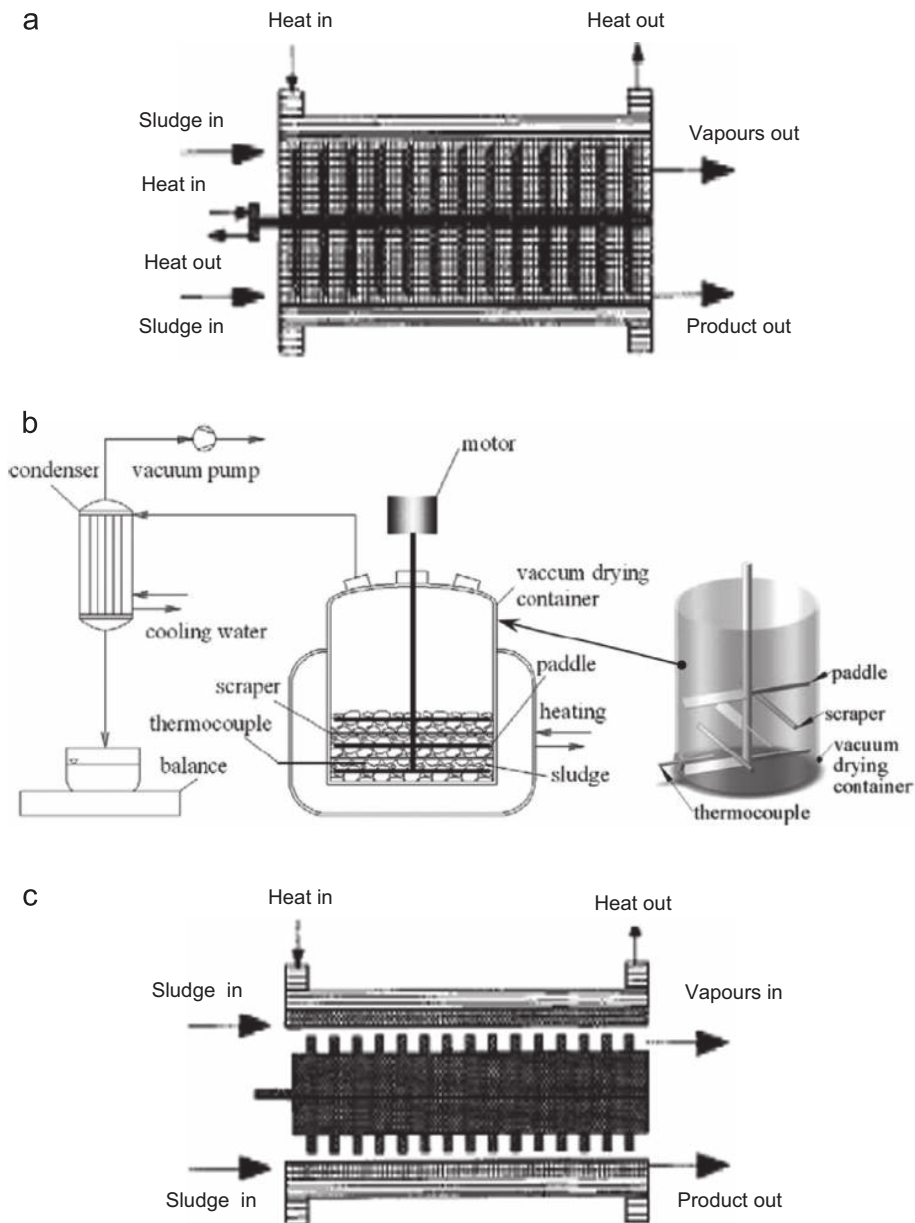 a
Heat in
Heat out
Sludge in
Vapours out
Heat in
Heat out
Sludge in
Product out
b
condenser
vacuum pump
motor
cooling water
vaccum drying
container
scraper
thermocouple
paddle
heating
balance
sludge
paddle
scraper
vacuum
drying
container
thermocouple
c
Heat in
Heat out
Sludge in
Vapours in
Sludge in
Product out